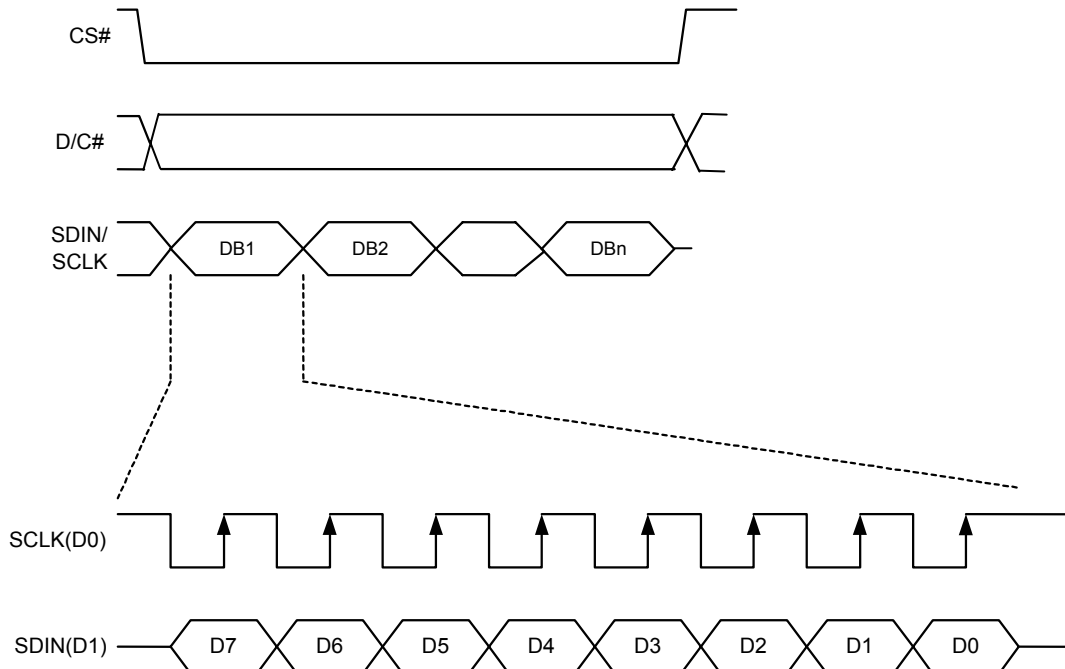 CS#
D/C#
SDIN/
SCLK
DB1 DB2 DBn
SCLK(D0)
SDIN(D1) D7 D6 D5 D4 D3 D2 D1 D0